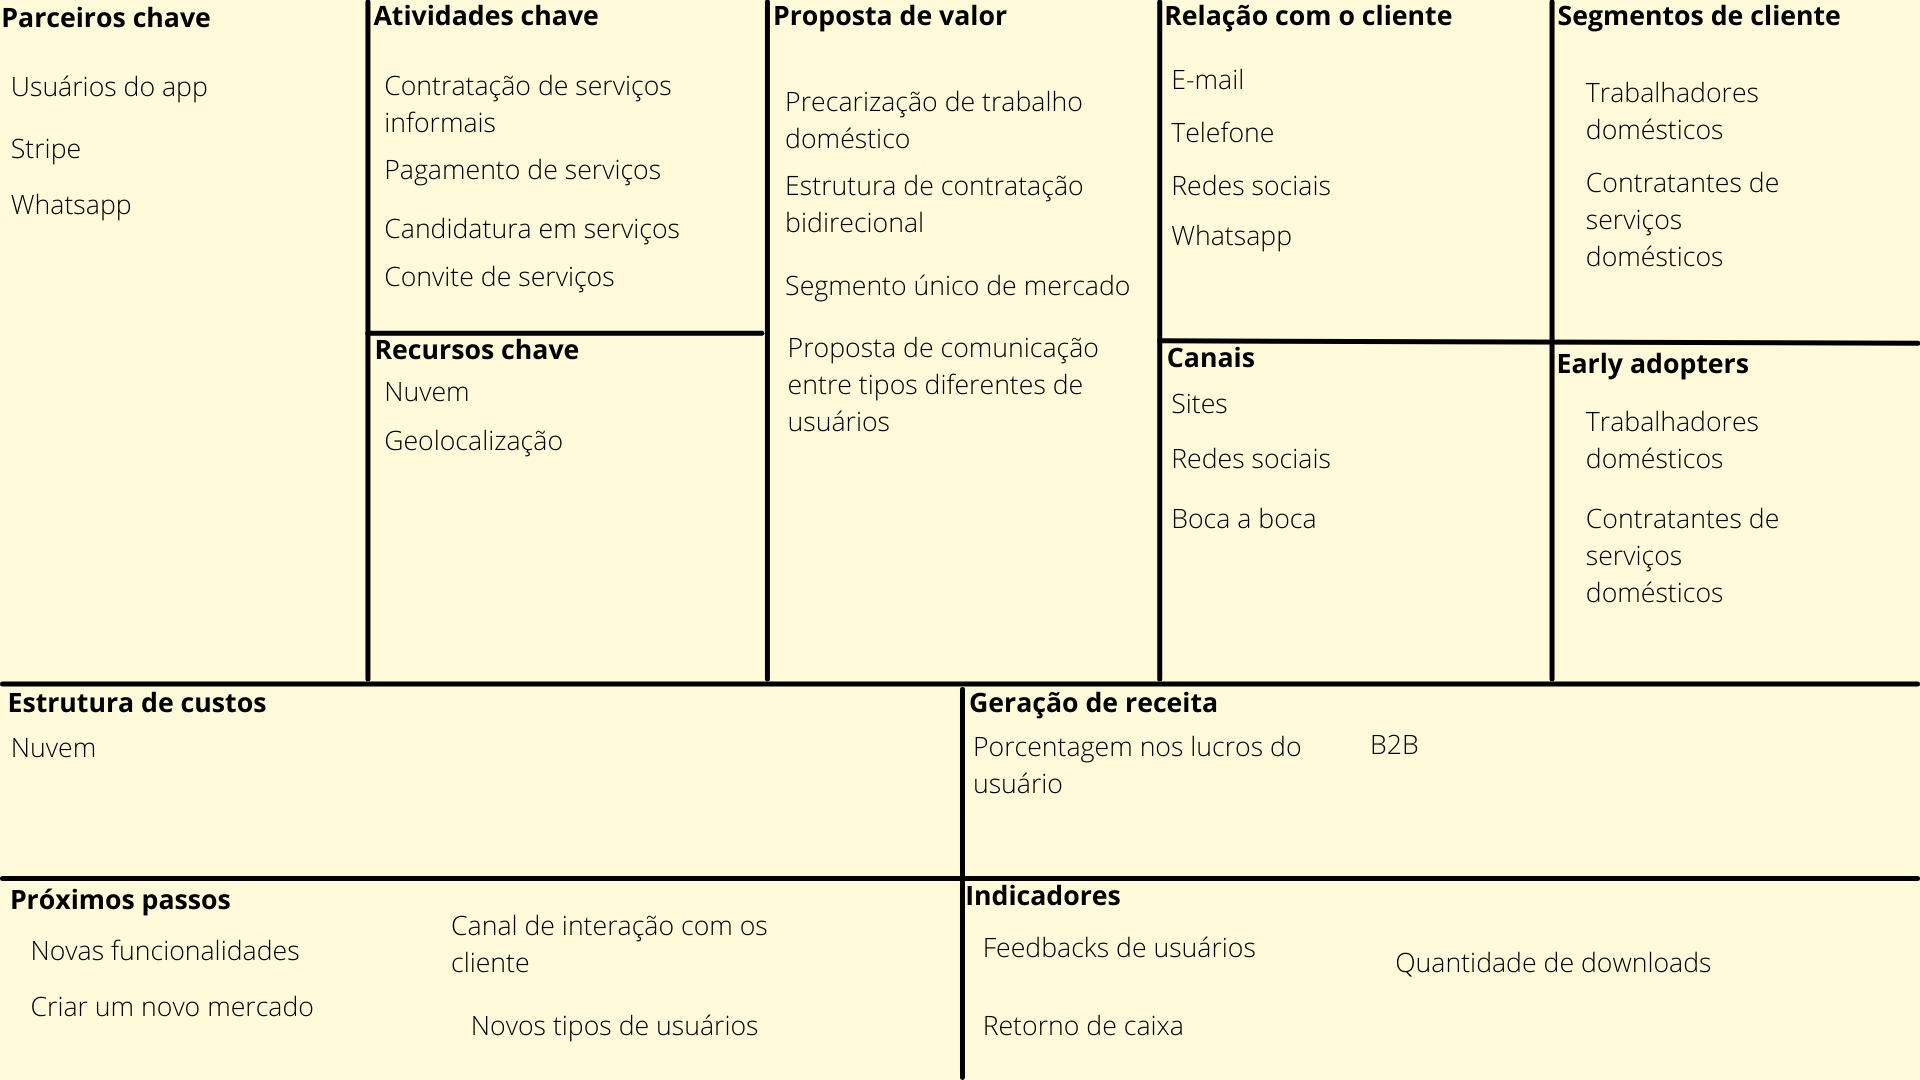 Parceiros chave
Usuários do app
Stripe
Whatsapp
Atividades chave
Contratação de serviços
informais
Pagamento de serviços
Candidatura em serviços
Convite de serviços
Recursos chave
Nuvem
Geolocalização
Proposta de valor
Precarização de trabalho
doméstico
Estrutura de contratação
bidirecional
Segmento único de mercado
Proposta de comunicação
entre tipos diferentes de
usuários
Relação com o cliente
E-mail
Telefone
Redes sociais
Whatsapp
Canais
Sites
Redes sociais
Boca a boca
Segmentos de cliente
Trabalhadores
domésticos
Contratantes de
serviços
domésticos
Early adopters
Trabalhadores
domésticos
Contratantes de
serviços
domésticos
Estrutura de custos
Nuvem
Geração de receita
Porcentagem nos lucros do
usuário
B2B
Próximos passos
Novas funcionalidades
Criar um novo mercado
Canal de interação com os
cliente
Novos tipos de usuários
Indicadores
Feedbacks de usuários
Retorno de caixa
Quantidade de downloads